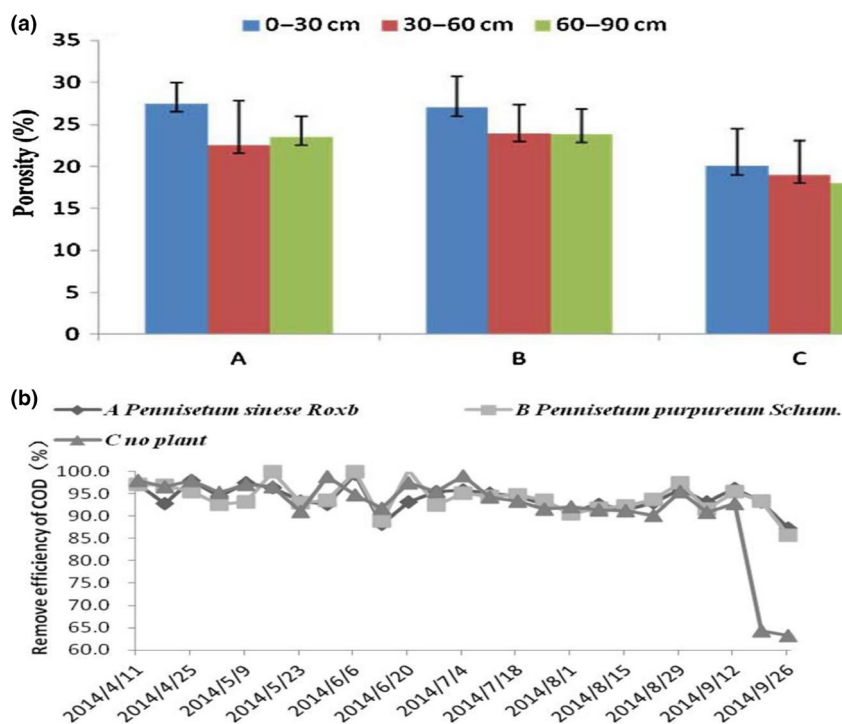 (a)
0–30 cm 30–60 cm 60–90 cm
Porosity (%)
35
30
25
20
15
10
5
0
A B C
(b)
A Pennisetum sinese Roxb B Pennisetum purpureum Schum.
C no plant
Remove efficiency of COD (%)
100.0
95.0
90.0
85.0
80.0
75.0
70.0
65.0
60.0
2014/4/11 2014/4/25 2014/5/9 2014/5/23 2014/6/6 2014/6/20 2014/7/4 2014/7/18 2014/8/1 2014/8/15 2014/8/29 2014/9/12 2014/9/26